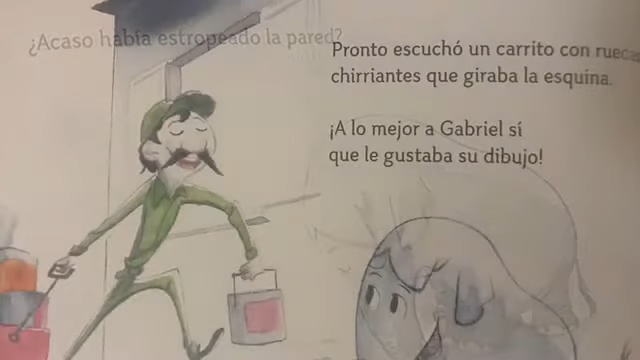 ¿Acaso había estropeado la pared?
Pronto escuchó un carrito con ruecas
chirriantes que giraba la esquina.
¡A lo mejor a Gabriel sí
que le gustaba su dibujo!